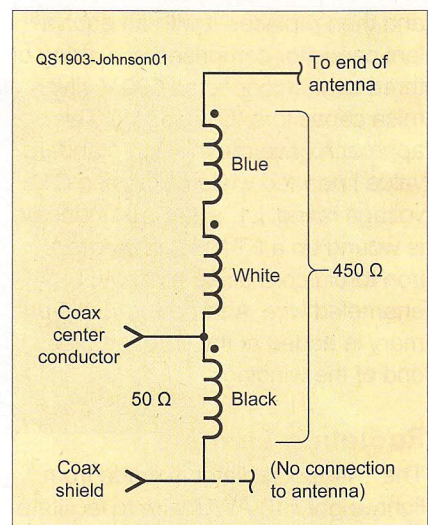 QS1903-Johnson01
To end of
antenna
Blue
White
450 Ω
Coax
center
conductor
50 Ω
Black
Coax
shield
(No connection
to antenna)